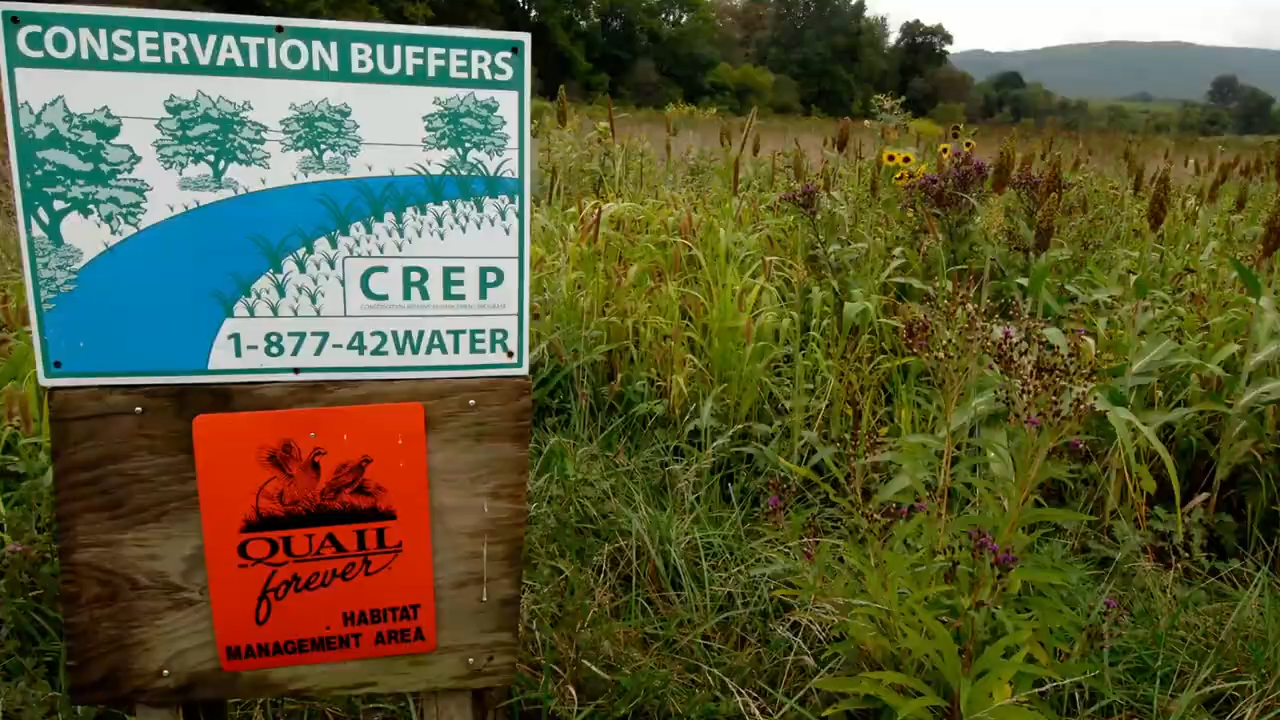 CONSERVATION BUFFERS
CREP
1-877-42WATER
QUAIL
forever
HABITAT
MANAGEMENT AREA